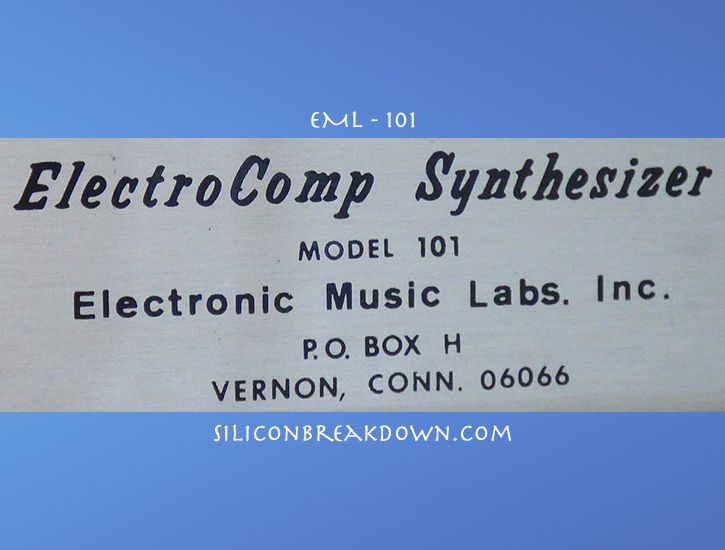 EML - 101
ElectroComp Synthesizer
MODEL 101
Electronic Music Labs. Inc.
P.O. BOX H
VERNON, CONN. 06066
SILICONBREAKDOWN.COM